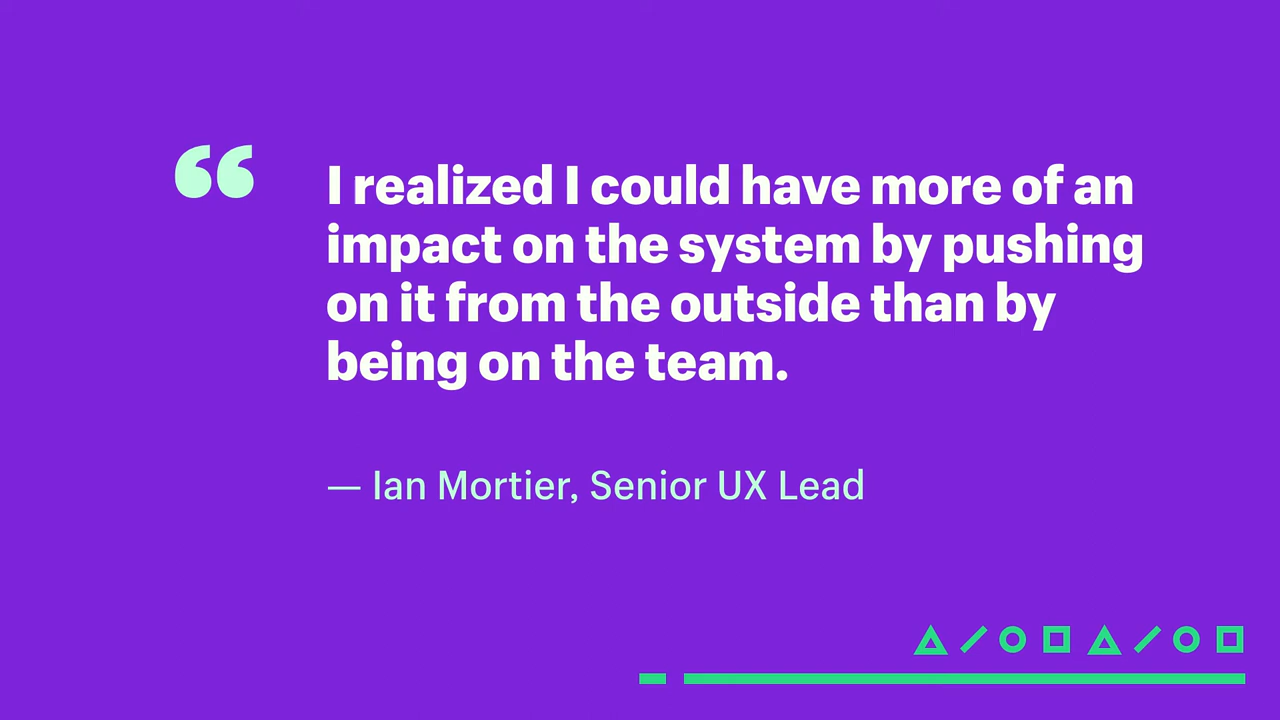 “
I realized I could have more of an
impact on the system by pushing
on it from the outside than by
being on the team.
— Ian Mortier, Senior UX Lead